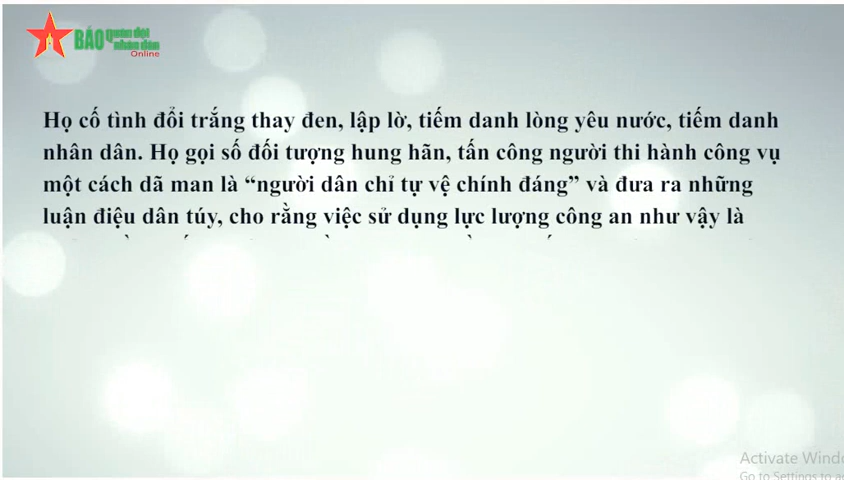 BÁO quân đội
nhân dân
Online
Họ cố tình đổi trắng thay đen, lập lờ, tiếm danh lòng yêu nước, tiếm danh
nhân dân. Họ gọi số đối tượng hung hãn, tấn công người thi hành công vụ
một cách dã man là “người dân chỉ tự vệ chính đáng” và đưa ra những
luận điệu dân túy, cho rằng việc sử dụng lực lượng công an như vậy là
Activate Windo
Go to Settings to a